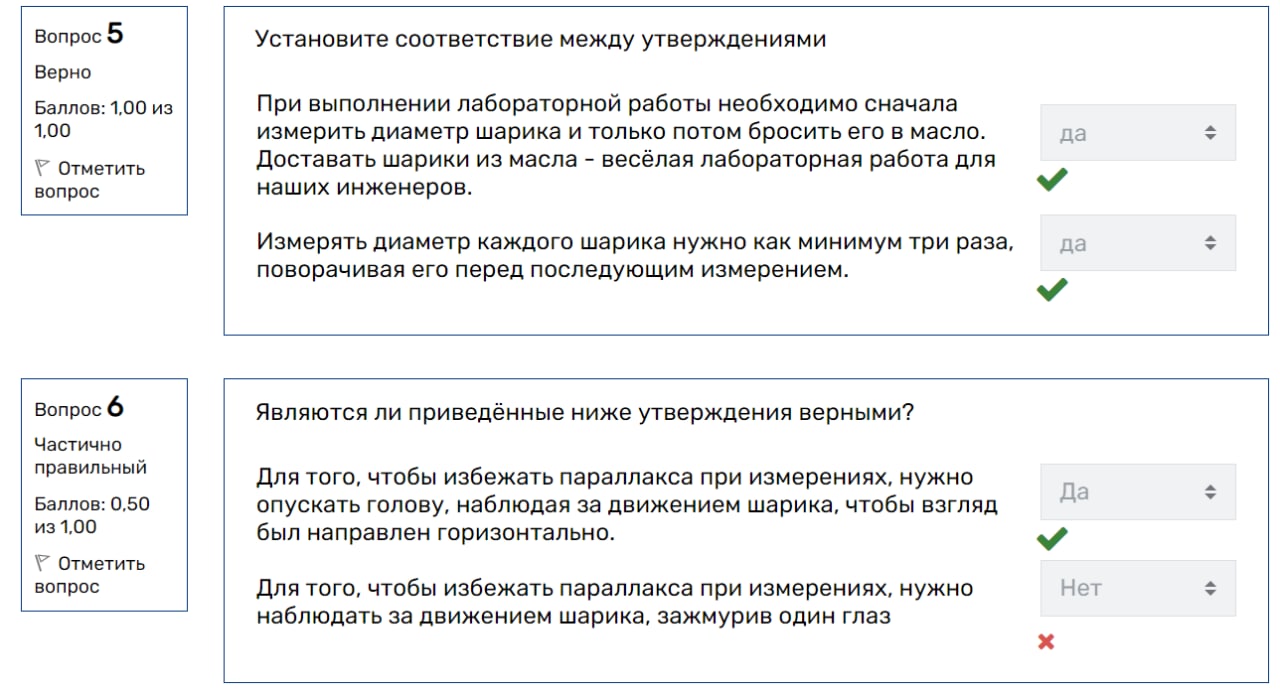 Вопрос 5
Верно
Баллов: 1,00 из
1,00
Отметить
вопрос
Установите соответствие между утверждениями
При выполнении лабораторной работы необходимо сначала
измерить диаметр шарика и только потом бросить его в масло.
Доставать шарики из масла - весёлая лабораторная работа для
наших инженеров.
да
Измерять диаметр каждого шарика нужно как минимум три раза,
поворачивая его перед последующим измерением.
да
Вопрос 6
Частично
правильный
Баллов: 0,50
из 1,00
Отметить
вопрос
Являются ли приведённые ниже утверждения верными?
Для того, чтобы избежать параллакса при измерениях, нужно
опускать голову, наблюдая за движением шарика, чтобы взгляд
был направлен горизонтально.
Да
Для того, чтобы избежать параллакса при измерениях, нужно
наблюдать за движением шарика, зажмурив один глаз
Нет